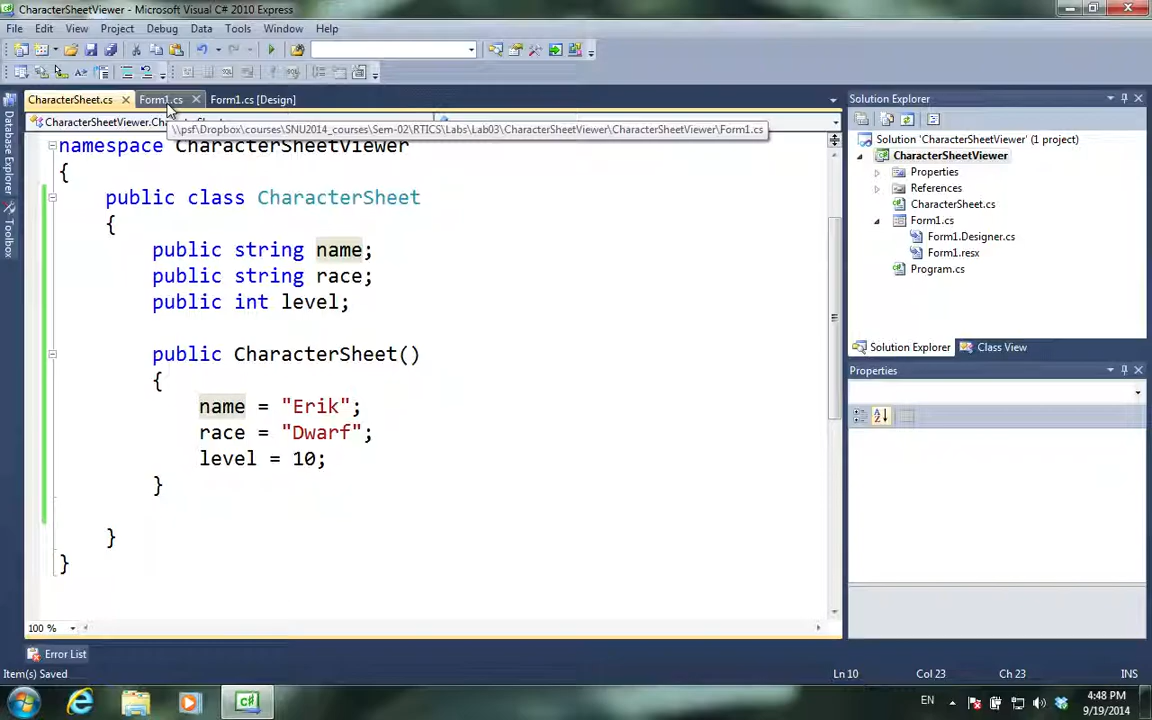 CharacterSheetViewer - Microsoft Visual C# 2010 Express
File Edit View Project Debug Data Tools Window Help
CharacterSheet.cs Form1.cs Form1.cs [Design]
CharacterSheetViewer.Cha
\\psf\Dropbox\courses\SNU2014_courses\Sem-02\RTICS\Labs\Lab03\CharacterSheetViewer\CharacterSheetViewer\Form1.cs
namespace CharacterSheetViewer
{
public class CharacterSheet
{
public string name;
public string race;
public int level;
public CharacterSheet()
{
name = "Erik";
race = "Dwarf";
level = 10;
}
}
}
100 %
Database Explorer
Toolbox
Solution Explorer
Solution 'CharacterSheetViewer' (1 project)
CharacterSheetViewer
Properties
References
CharacterSheet.cs
Form1.cs
Form1.Designer.cs
Form1.resx
Program.cs
Solution Explorer Class View
Properties
Error List
Item(s) Saved Ln 10 Col 23 Ch 23 INS
EN 4:48 PM
9/19/2014